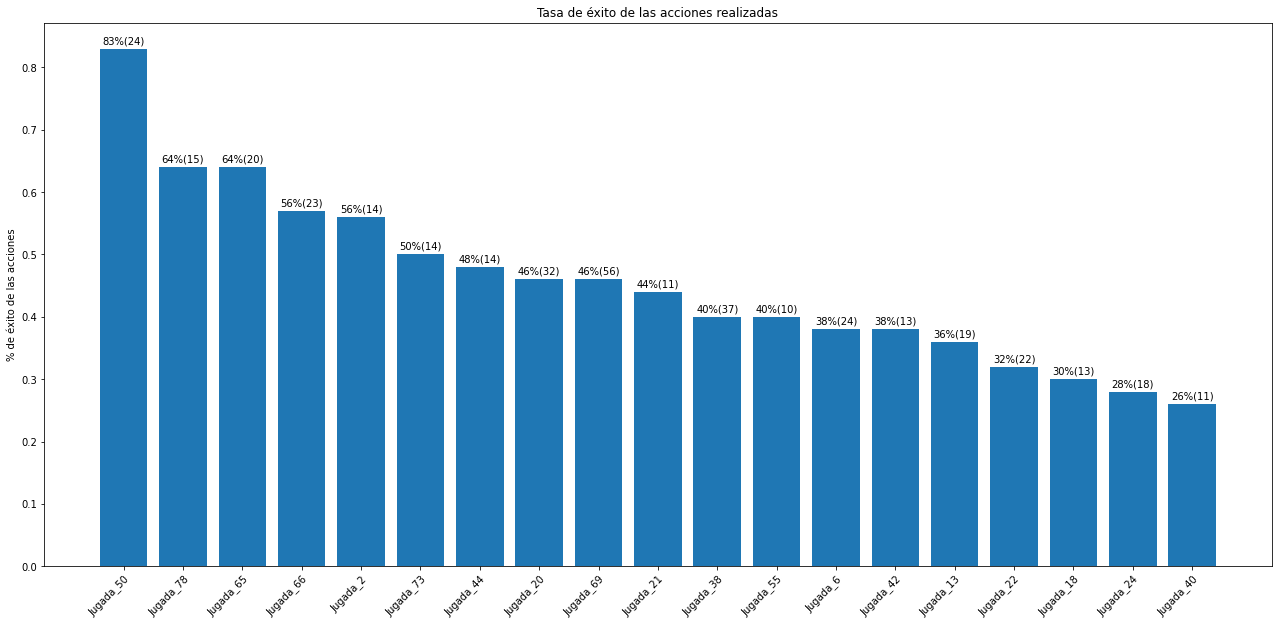 Tasa de éxito de las acciones realizadas
% de éxito de las acciones
0.8
0.7
0.6
0.5
0.4
0.3
0.2
0.1
0.0
83%(24)
64%(15)
64%(20)
56%(23)
56%(14)
50%(14)
48%(14)
46%(32)
46%(56)
44%(11)
40%(37)
40%(10)
38%(24)
38%(13)
36%(19)
32%(22)
30%(13)
28%(18)
26%(11)
Jugada_50
Jugada_78
Jugada_65
Jugada_66
Jugada_2
Jugada_73
Jugada_44
Jugada_20
Jugada_69
Jugada_21
Jugada_38
Jugada_55
Jugada_6
Jugada_42
Jugada_13
Jugada_22
Jugada_18
Jugada_24
Jugada_40